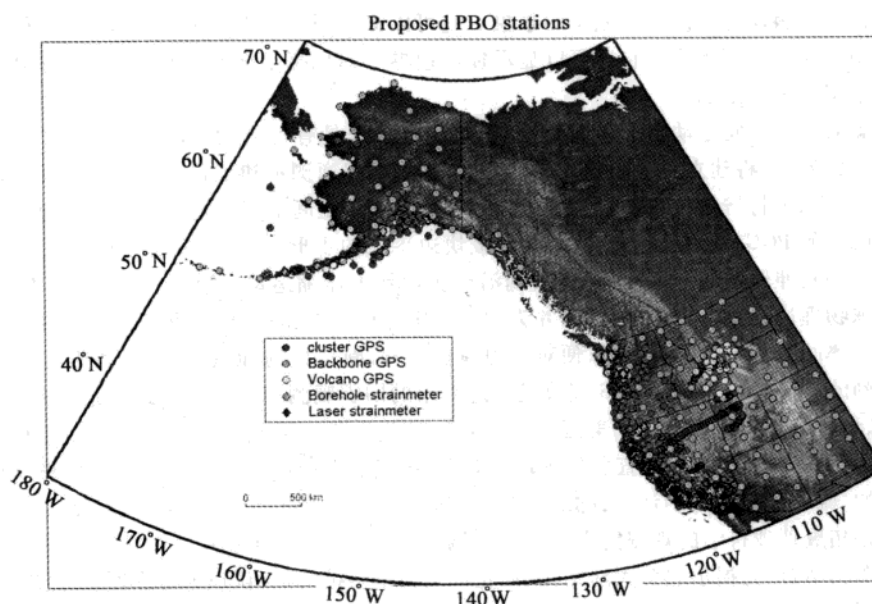 Proposed PBO stations
70°N
60°N
50°N
40°N
cluster GPS
Backbone GPS
Volcano GPS
Borehole strainmeter
Laser strainmeter
0 500 km
180°W
170°W
160°W
150°W
140°W
130°W
120°W
110°W